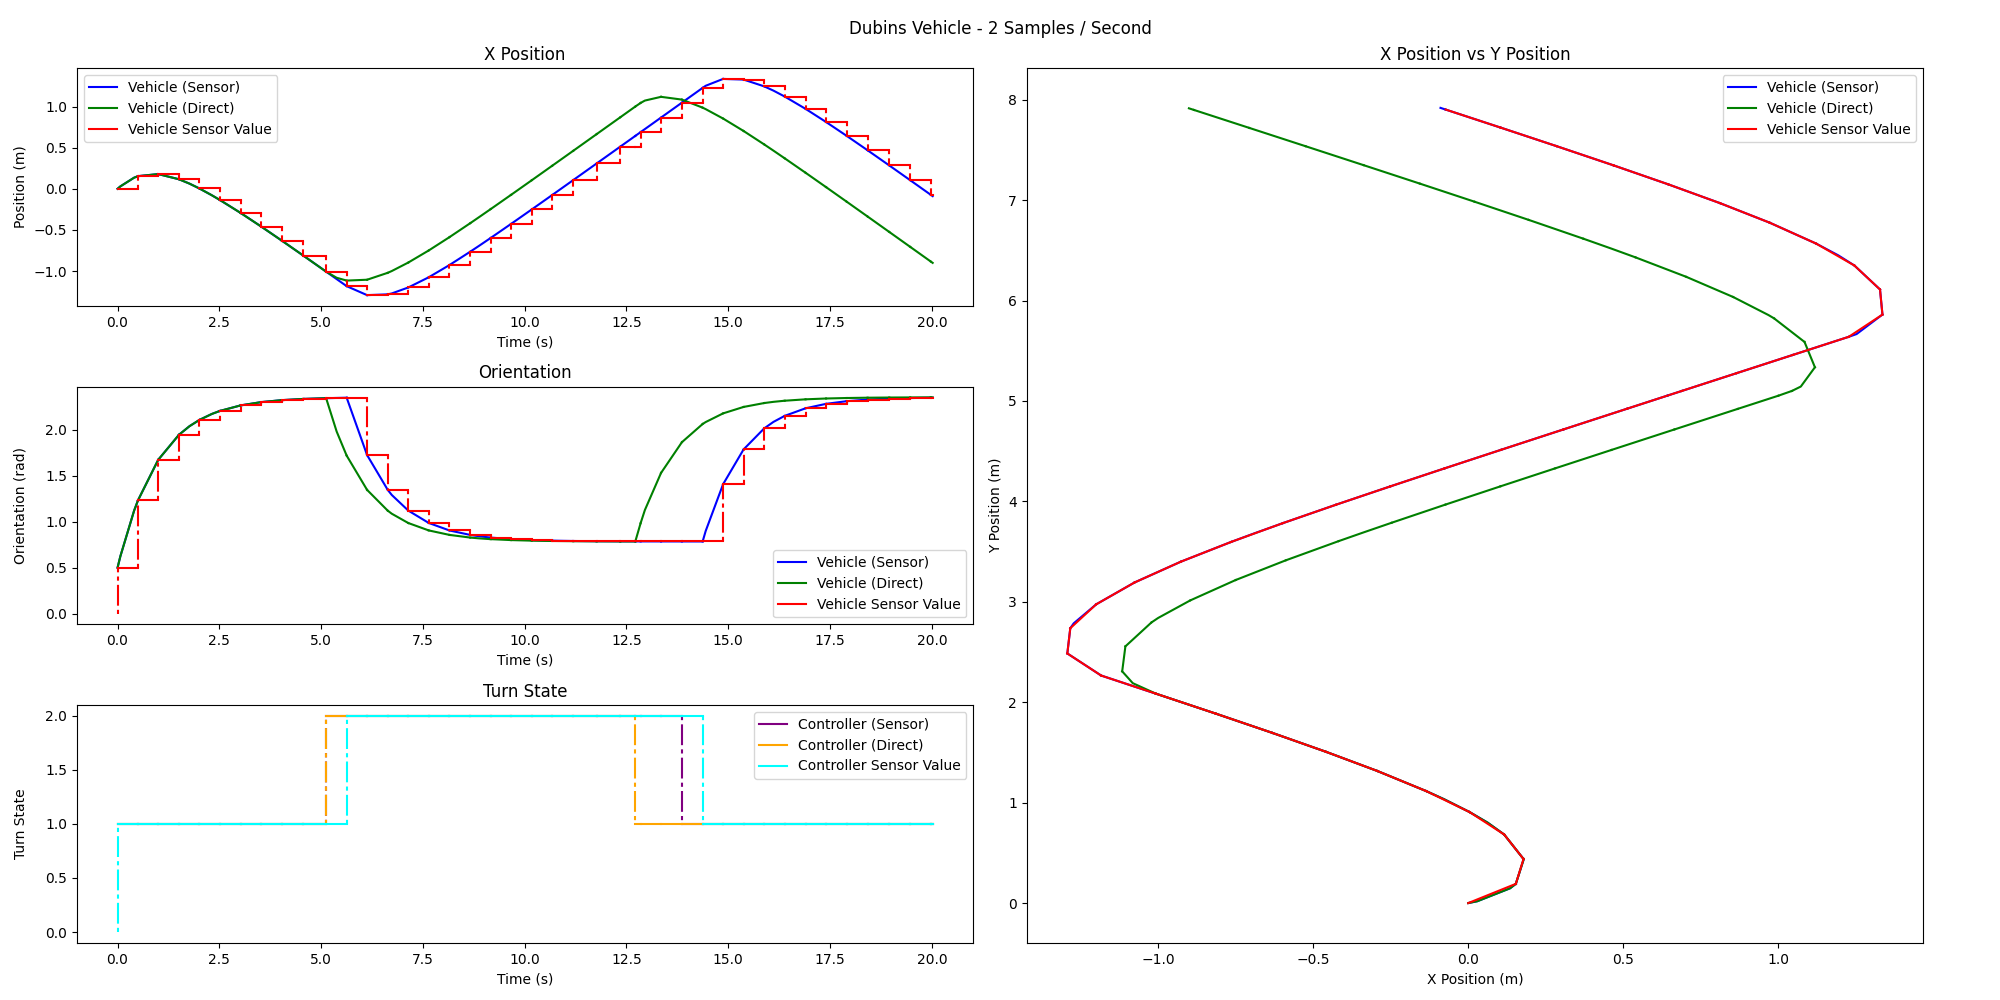 Dubins Vehicle - 2 Samples / Second
X Position
Position (m)
1.0
0.5
0.0
−0.5
−1.0
Vehicle (Sensor)
Vehicle (Direct)
Vehicle Sensor Value
0.0 2.5 5.0 7.5 10.0 12.5 15.0 17.5 20.0
Time (s)
Orientation
Orientation (rad)
2.0
1.5
1.0
0.5
0.0
Vehicle (Sensor)
Vehicle (Direct)
Vehicle Sensor Value
0.0 2.5 5.0 7.5 10.0 12.5 15.0 17.5 20.0
Time (s)
Turn State
Turn State
2.0
1.5
1.0
0.5
0.0
Controller (Sensor)
Controller (Direct)
Controller Sensor Value
0.0 2.5 5.0 7.5 10.0 12.5 15.0 17.5 20.0
Time (s)
X Position vs Y Position
Y Position (m)
8
7
6
5
4
3
2
1
0
Vehicle (Sensor)
Vehicle (Direct)
Vehicle Sensor Value
−1.0 −0.5 0.0 0.5 1.0
X Position (m)